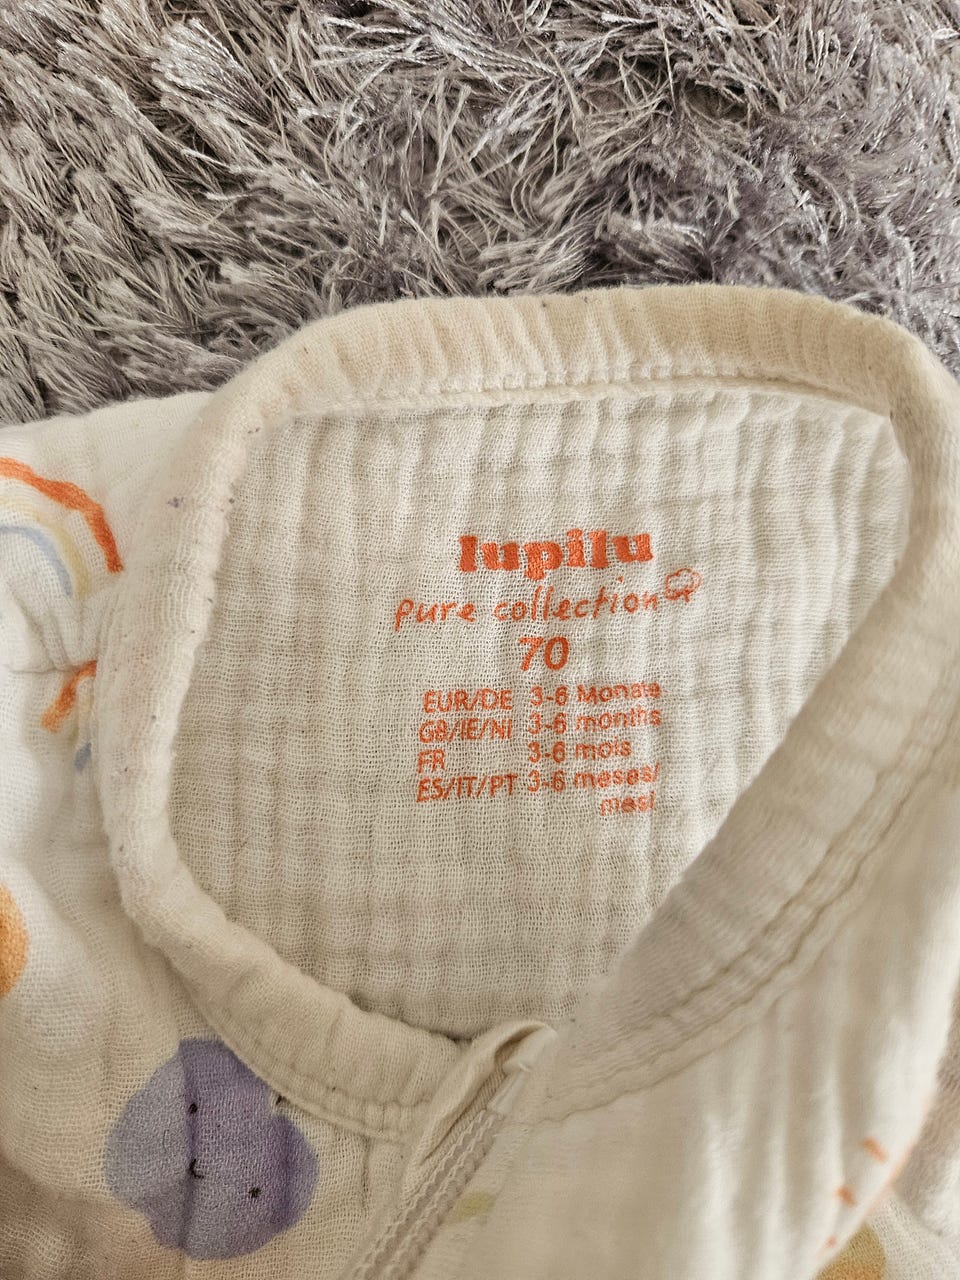 lupilu
pure collection
70
EUR/DE 3-6 Monate
GB/IE/NI 3-6 months
FR 3-6 mois
ES/IT/PT 3-6 meses/
mesi